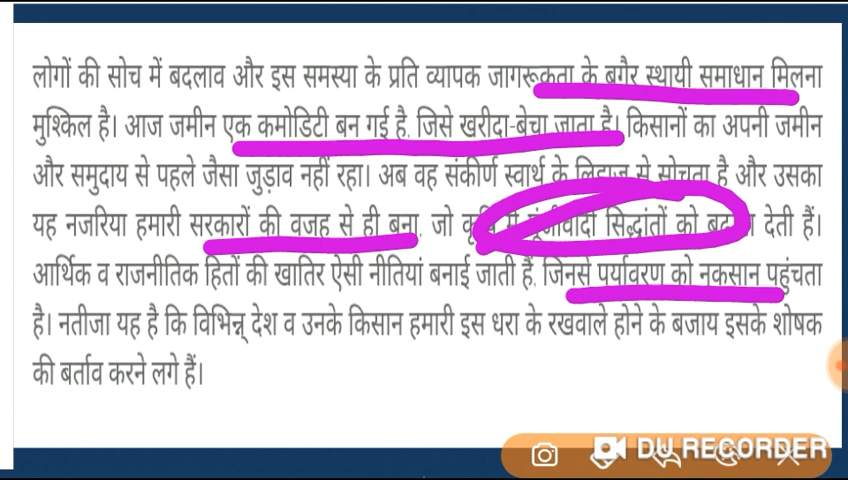 लोगों की सोच में बदलाव और इस समस्या के प्रति व्यापक जागरूकता के बगैर स्थायी समाधान मिलना
मुश्किल है। आज जमीन एक कमोडिटी बन गई है, जिसे खरीदा-बेचा जाता है। किसानों का अपनी जमीन
और समुदाय से पहले जैसा जुड़ाव नहीं रहा। अब वह संकीर्ण स्वार्थ के लिहाज से सोचता है और उसका
यह नजरिया हमारी सरकारों की वजह से ही बना, जो कृषि में पूंजीवादी सिद्धांतों को देती हैं।
आर्थिक व राजनीतिक हितों की खातिर ऐसी नीतियां बनाई जाती हैं, जिनसे पर्यावरण को नकसान पहुंचता
है। नतीजा यह है कि विभिन्न् देश व उनके किसान हमारी इस धरा के रखवाले होने के बजाय इसके शोषक
की बर्ताव करने लगे हैं।
DU RECORDER